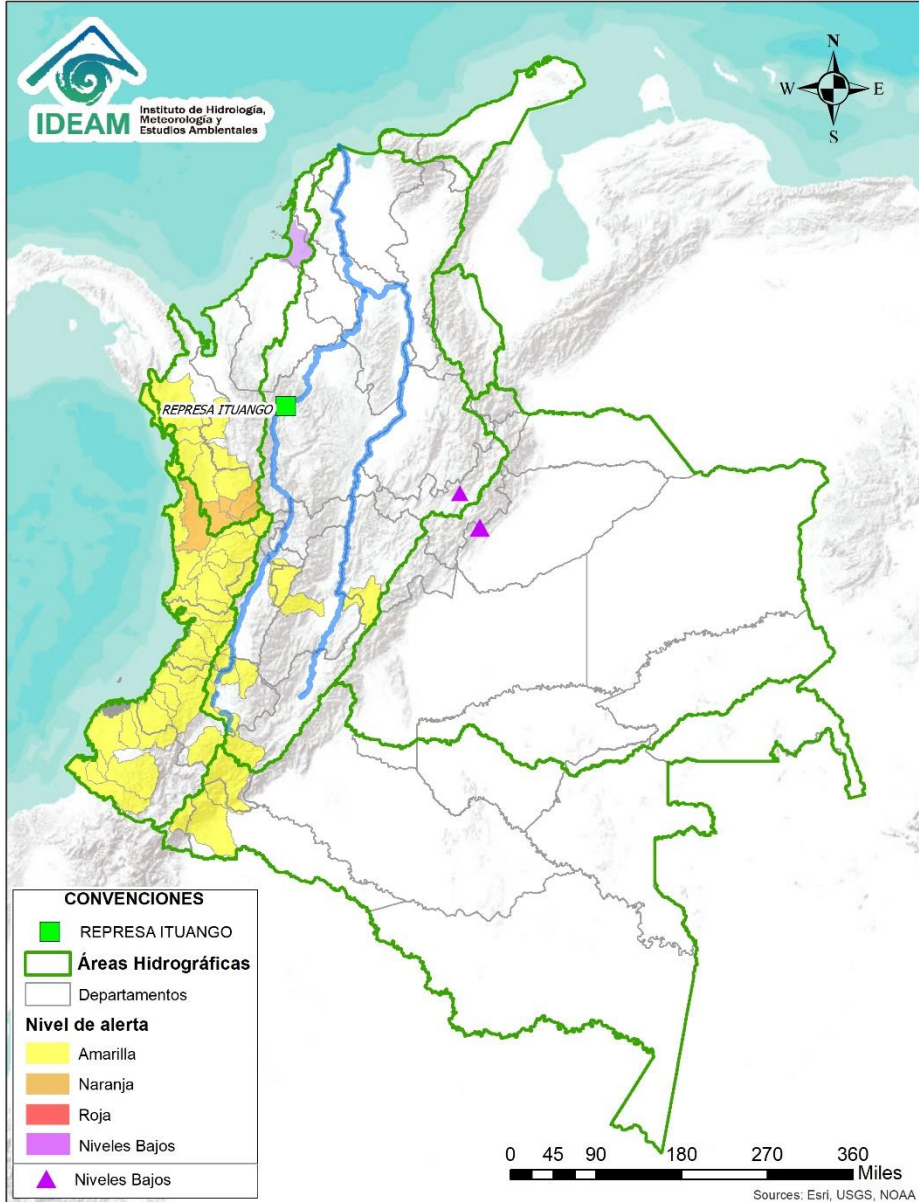 IDEAM
Instituto de Hidrología,
Meteorología y
Estudios Ambientales
N
W
E
S
REPRESA ITUANGO
CONVENCIONES
REPRESA ITUANGO
Áreas Hidrográficas
Departamentos
Nivel de alerta
Amarilla
Naranja
Roja
Niveles Bajos
Niveles Bajos
0 45 90 180 270 360
Miles
Sources: Esri, USGS, NOAA